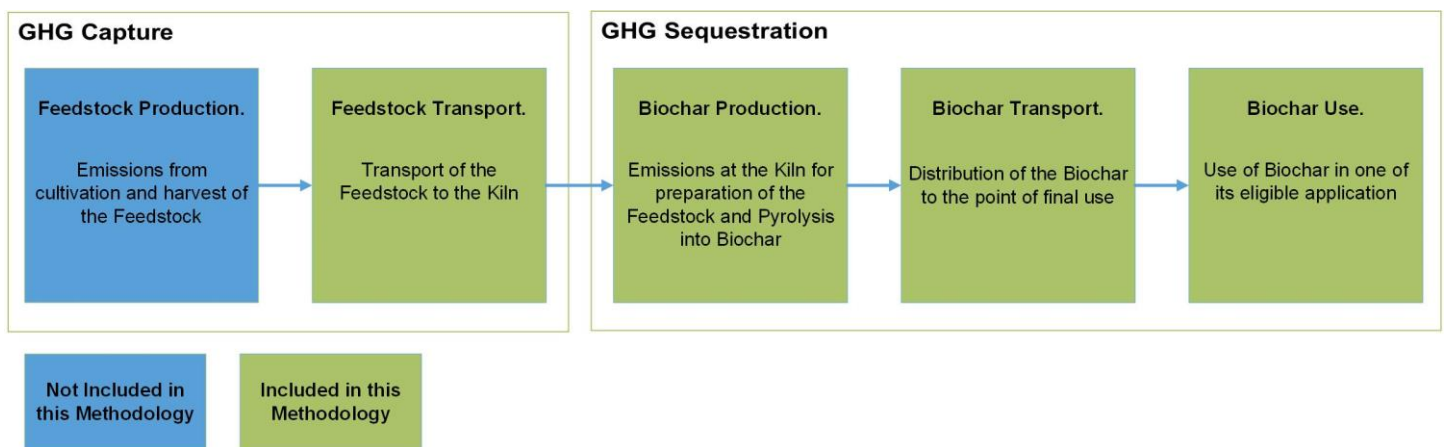 GHG Capture
Feedstock Production.
Emissions from
cultivation and harvest of
the Feedstock
Feedstock Transport.
Transport of the
Feedstock to the Kiln
GHG Sequestration
Biochar Production.
Emissions at the Kiln for
preparation of the
Feedstock and Pyrolysis
into Biochar
Biochar Transport.
Distribution of the Biochar
to the point of final use
Biochar Use.
Use of Biochar in one of
its eligible application
Not Included in
this Methodology
Included in this
Methodology